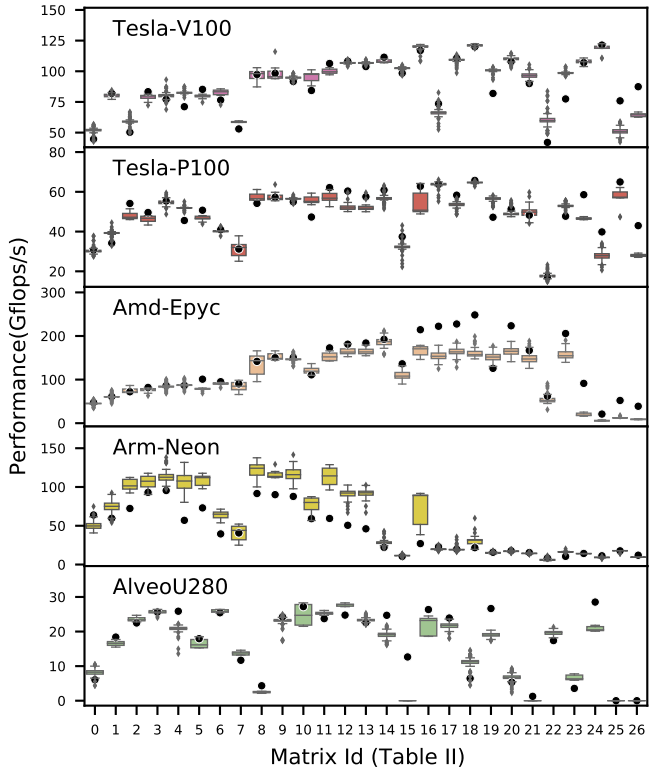 Performance(Gflops/s)
150
125
100
75
50
Tesla-V100
80
60
40
20
Tesla-P100
300
200
100
0
Amd-Epyc
150
100
50
0
Arm-Neon
30
20
10
0
AlveoU280
0 1 2 3 4 5 6 7 8 9 10 11 12 13 14 15 16 17 18 19 20 21 22 23 24 25 26
Matrix Id (Table II)